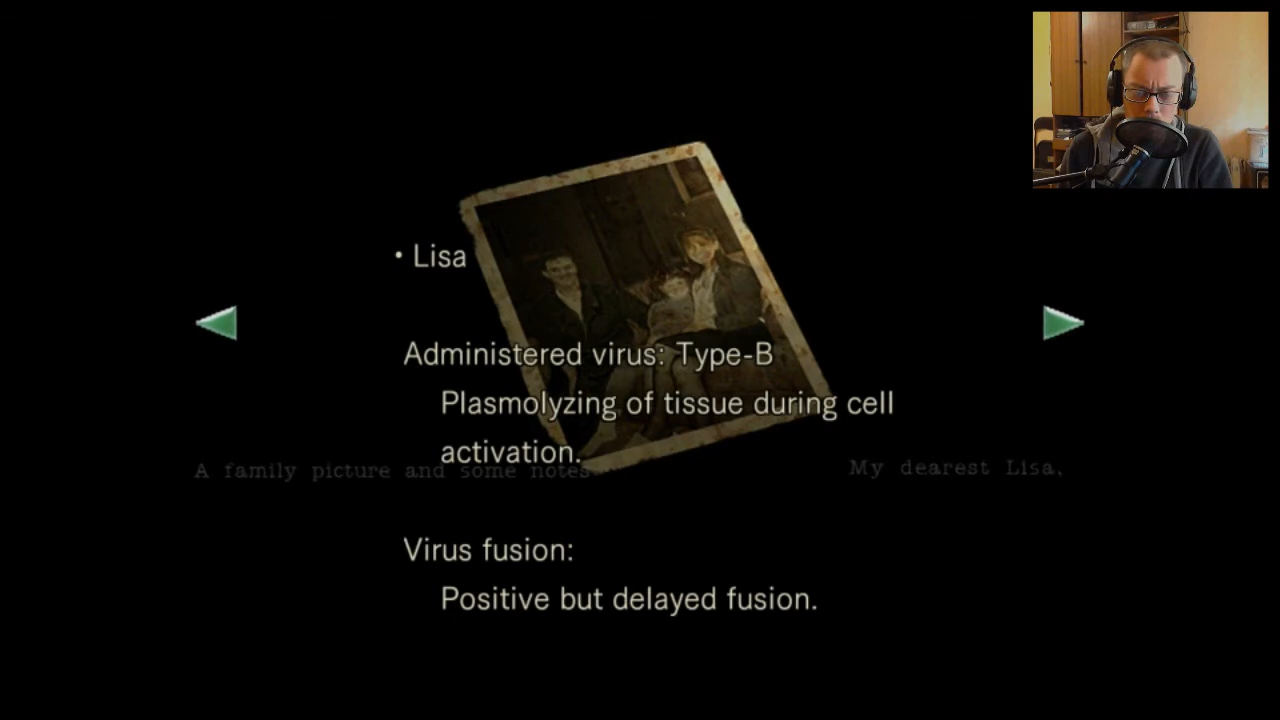 • Lisa
Administered virus: Type-B
Plasmolyzing of tissue during cell
activation.
A family picture and some notes
My dearest Lisa,
Virus fusion:
Positive but delayed fusion.